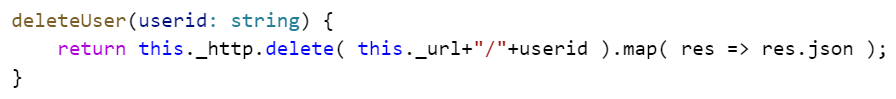 deleteUser(userid: string) {
    return this._http.delete( this._url+"/"+userid ).map( res => res.json );
}